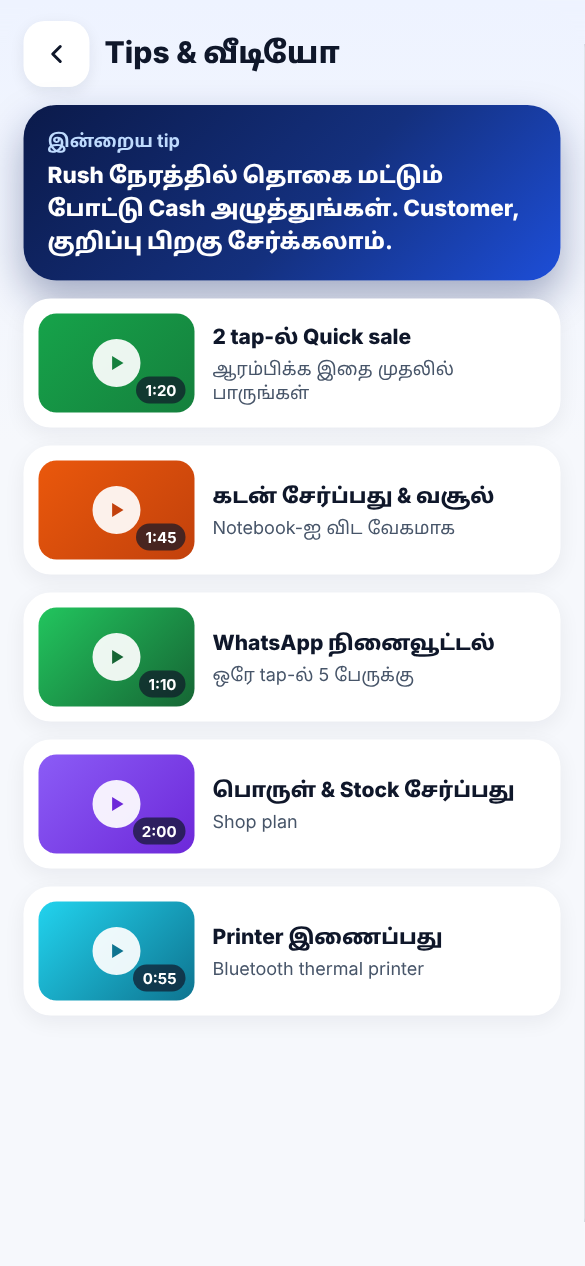 Tips & வீடியோ
இன்றைய tip
Rush நேரத்தில் தொகை மட்டும்
போட்டு Cash அழுத்துங்கள். Customer,
குறிப்பு பிறகு சேர்க்கலாம்.
1:20
2 tap-ல் Quick sale
ஆரம்பிக்க இதை முதலில்
பாருங்கள்
1:45
கடன் சேர்ப்பது & வசூல்
Notebook-ஐ விட வேகமாக
1:10
WhatsApp நினைவூட்டல்
ஒரே tap-ல் 5 பேருக்கு
2:00
பொருள் & Stock சேர்ப்பது
Shop plan
0:55
Printer இணைப்பது
Bluetooth thermal printer